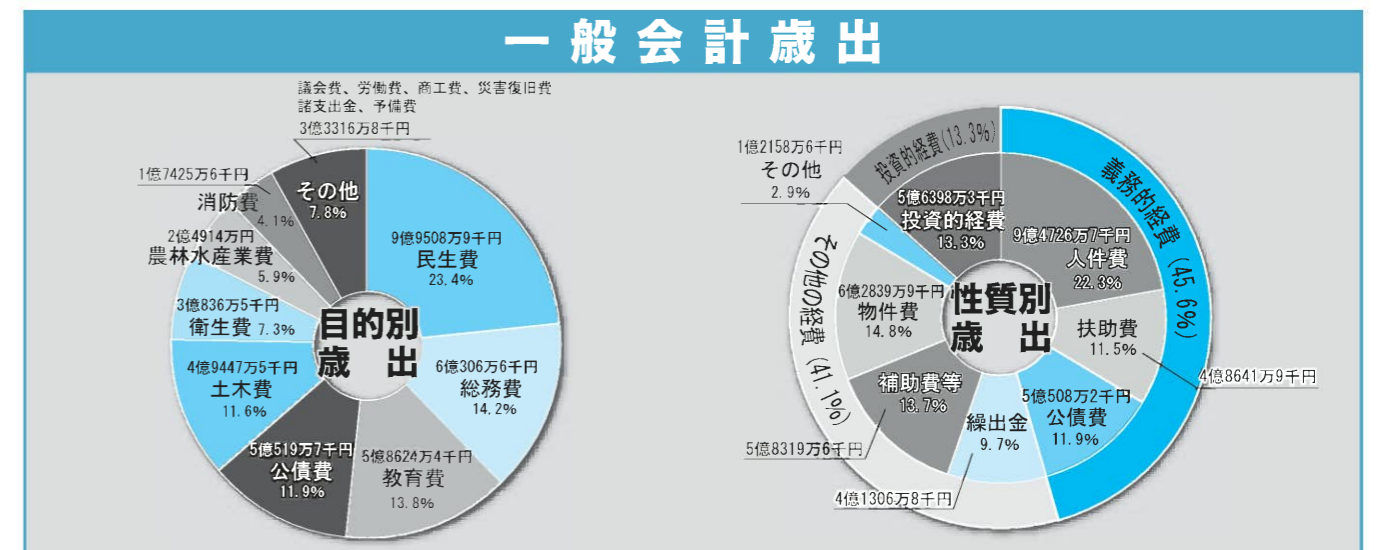 一般会計歳出
議会費、労働費、商工費、災害復旧費
諸支出金、予備費
3億3316万8千円
その他
7.8%
1億7425万6千円
消防費
4.1%
2億4914万円
農林水産業費
5.9%
3億836万5千円
衛生費 7.3%
4億9447万5千円
土木費
11.6%
5億519万7千円
公債費
11.9%
5億8624万4千円
教育費
13.8%
6億306万6千円
総務費
14.2%
9億9508万9千円
民生費
23.4%
目的別
歳 出
1億2158万6千円
その他
2.9%
投資的経費(13.3%)
5億6398万3千円
投資的経費
13.3%
義務的経費(45.6%)
9億4726万7千円
人件費
22.3%
扶助費
11.5%
4億8641万9千円
5億508万2千円
公債費
11.9%
繰出金
9.7%
4億1306万8千円
補助費等
13.7%
5億8319万6千円
その他の経費(41.1%)
6億2839万9千円
物件費
14.8%
性質別
歳 出